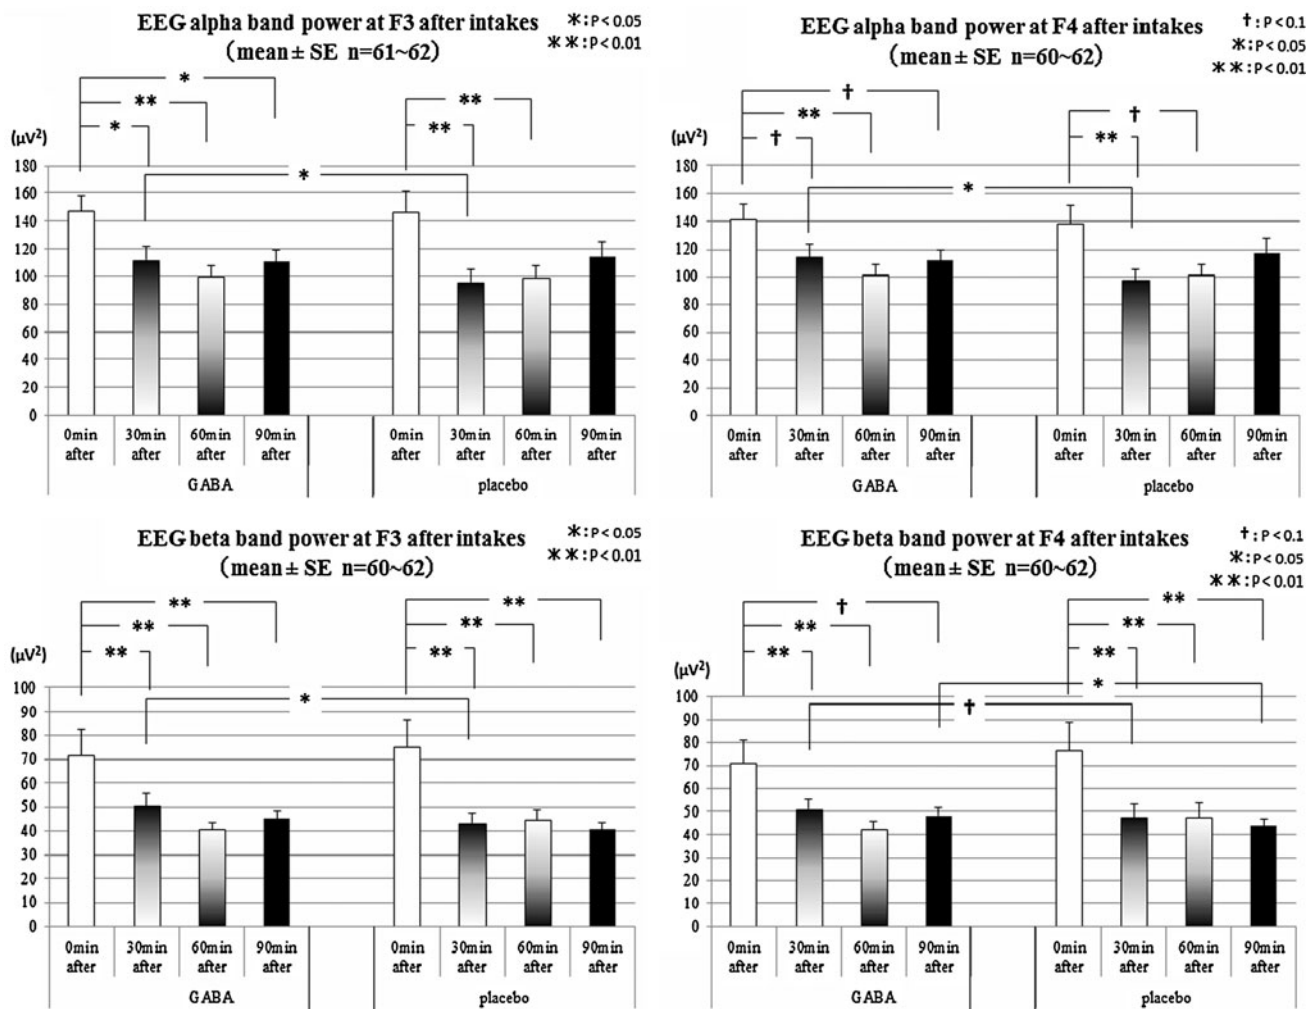 EEG alpha band power at F3 after intakes
(mean ± SE n=61~62)
*:P<0.05
**:P<0.01
*
**
*
**
**
*
(μV²)
180
160
140
120
100
80
60
40
20
0
0min after
30min after
60min after
90min after
0min after
30min after
60min after
90min after
GABA
placebo
EEG alpha band power at F4 after intakes
(mean ± SE n=60~62)
†:P<0.1
*:P<0.05
**:P<0.01
†
**
†
†
**
*
(μV²)
180
160
140
120
100
80
60
40
20
0
0min after
30min after
60min after
90min after
0min after
30min after
60min after
90min after
GABA
placebo
EEG beta band power at F3 after intakes
(mean ± SE n=60~62)
*:P<0.05
**:P<0.01
**
**
**
**
**
**
*
(μV²)
100
90
80
70
60
50
40
30
20
10
0
0min after
30min after
60min after
90min after
0min after
30min after
60min after
90min after
GABA
placebo
EEG beta band power at F4 after intakes
(mean ± SE n=60~62)
†:P<0.1
*:P<0.05
**:P<0.01
†
**
**
**
**
**
*
†
(μV²)
100
90
80
70
60
50
40
30
20
10
0
0min after
30min after
60min after
90min after
0min after
30min after
60min after
90min after
GABA
placebo